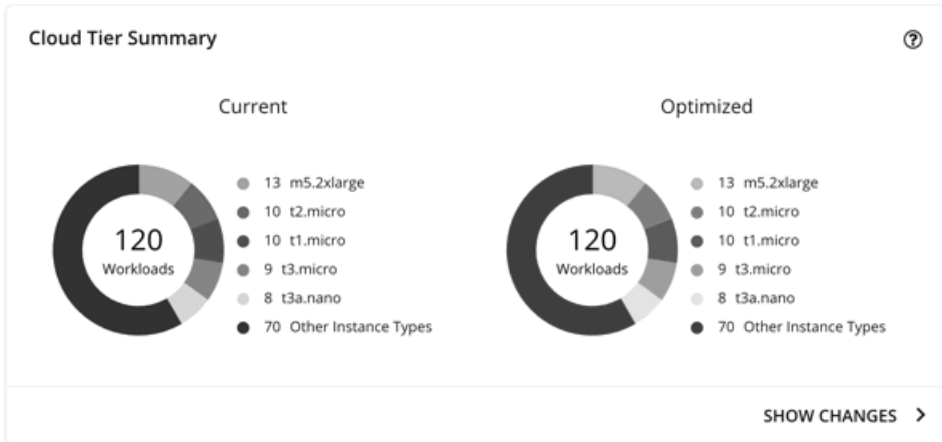 Cloud Tier Summary
?
Current
120
Workloads
13 m5.2xlarge
10 t2.micro
10 t1.micro
9 t3.micro
8 t3a.nano
70 Other Instance Types
Optimized
120
Workloads
13 m5.2xlarge
10 t2.micro
10 t1.micro
9 t3.micro
8 t3a.nano
70 Other Instance Types
SHOW CHANGES